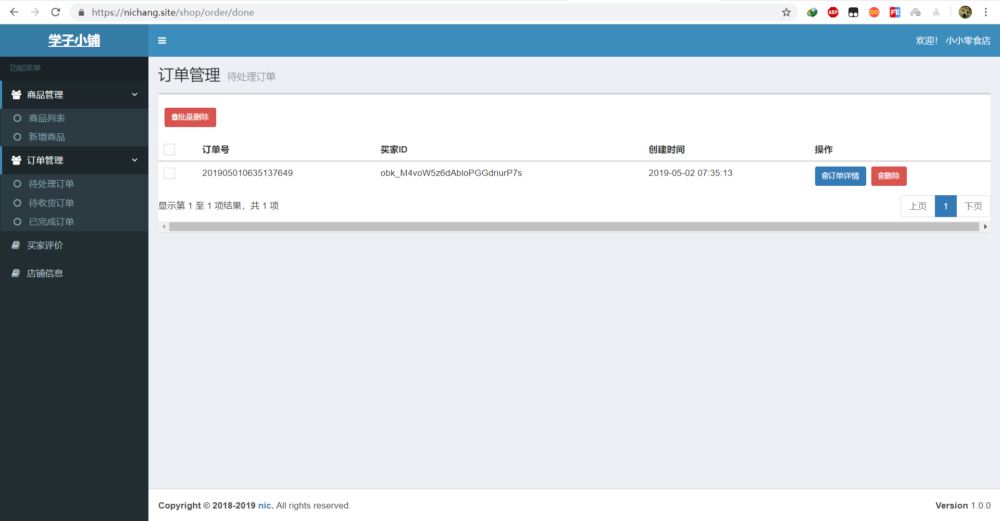 https://nichang.site/shop/order/done
ABP
FE
学子小铺
欢迎！ 小小零食店
功能菜单
商品管理
商品列表
新增商品
订单管理
待处理订单
待收货订单
已完成订单
买家评价
店铺信息
订单管理 待处理订单
批量删除
订单号 买家ID 创建时间 操作
201905010635137649 obk_M4voW5z6dAbloPGGdriurP7s 2019-05-02 07:35:13 订单详情 删除
显示第 1 至 1 项结果，共 1 项 上页 1 下页
Copyright © 2018-2019 nic. All rights reserved. Version 1.0.0